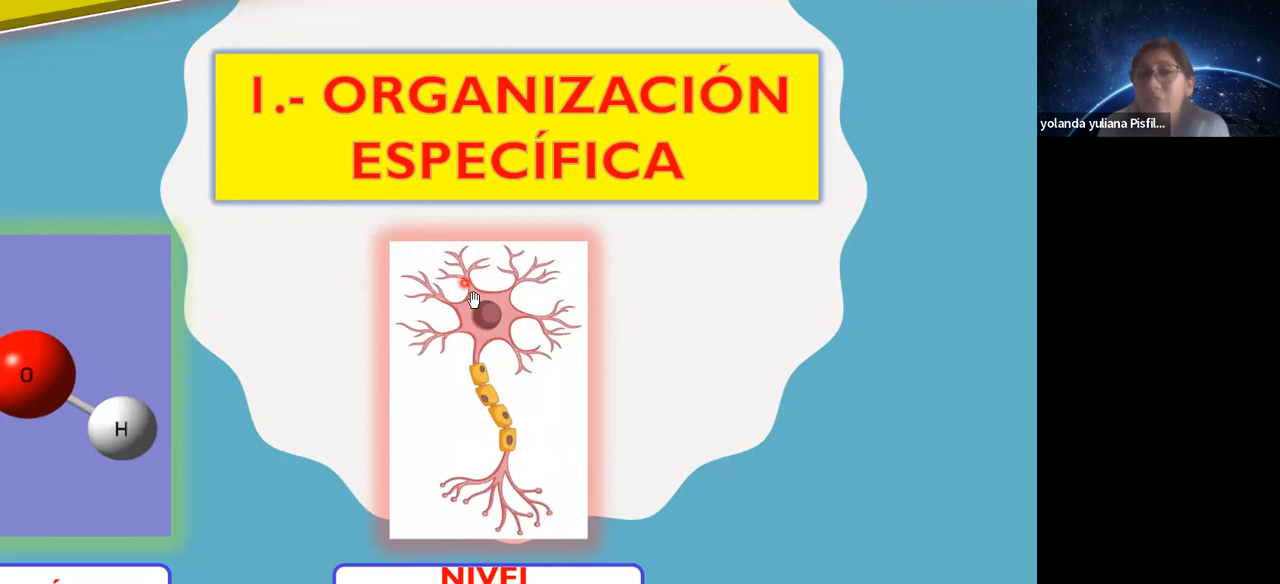 1.- ORGANIZACIÓN
ESPECÍFICA
yolanda yuliana Pisfil...
O
H
NIVEL